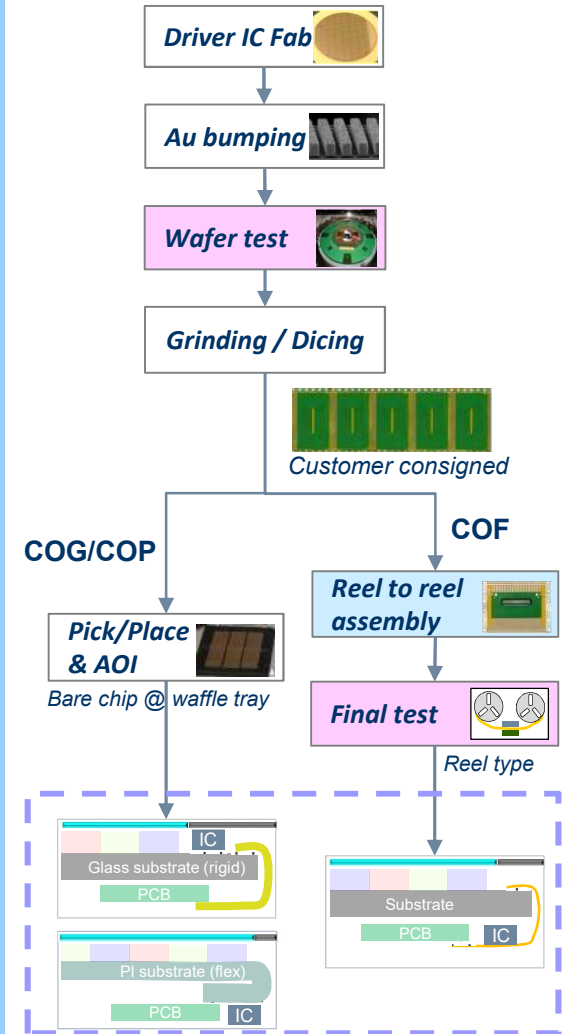 Driver IC Fab
Au bumping
Wafer test
Grinding / Dicing
Customer consigned
COG/COP
COF
Pick/Place
& AOI
Bare chip @ waffle tray
Reel to reel
assembly
Final test
Reel type
IC
Glass substrate (rigid)
PCB
PI substrate (flex)
PCB
IC
Substrate
PCB
IC